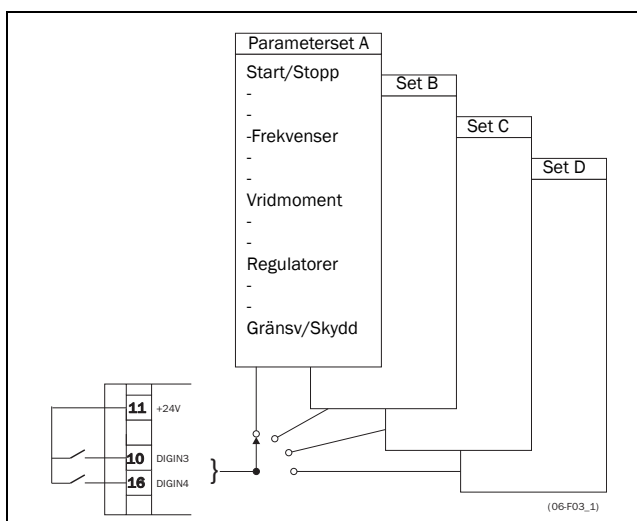 Parameterset A
Start/Stopp
-
-
-Frekvenser
-
-
Vridmoment
-
-
Regulatorer
-
-
Gränsv/Skydd
Set B
Set C
Set D
11 +24V
10 DIGIN3
16 DIGIN4
}
(06-F03_1)